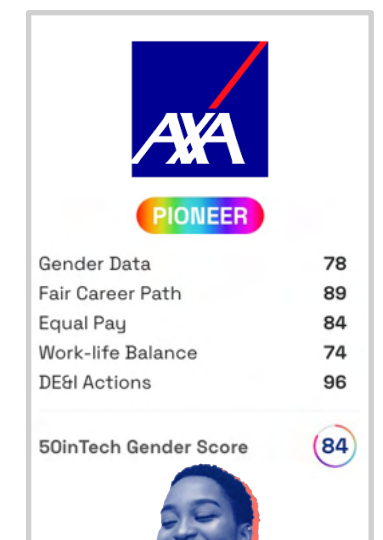 AXA
PIONEER
Gender Data 78
Fair Career Path 89
Equal Pay 84
Work-life Balance 74
DE&I Actions 96
50inTech Gender Score 84